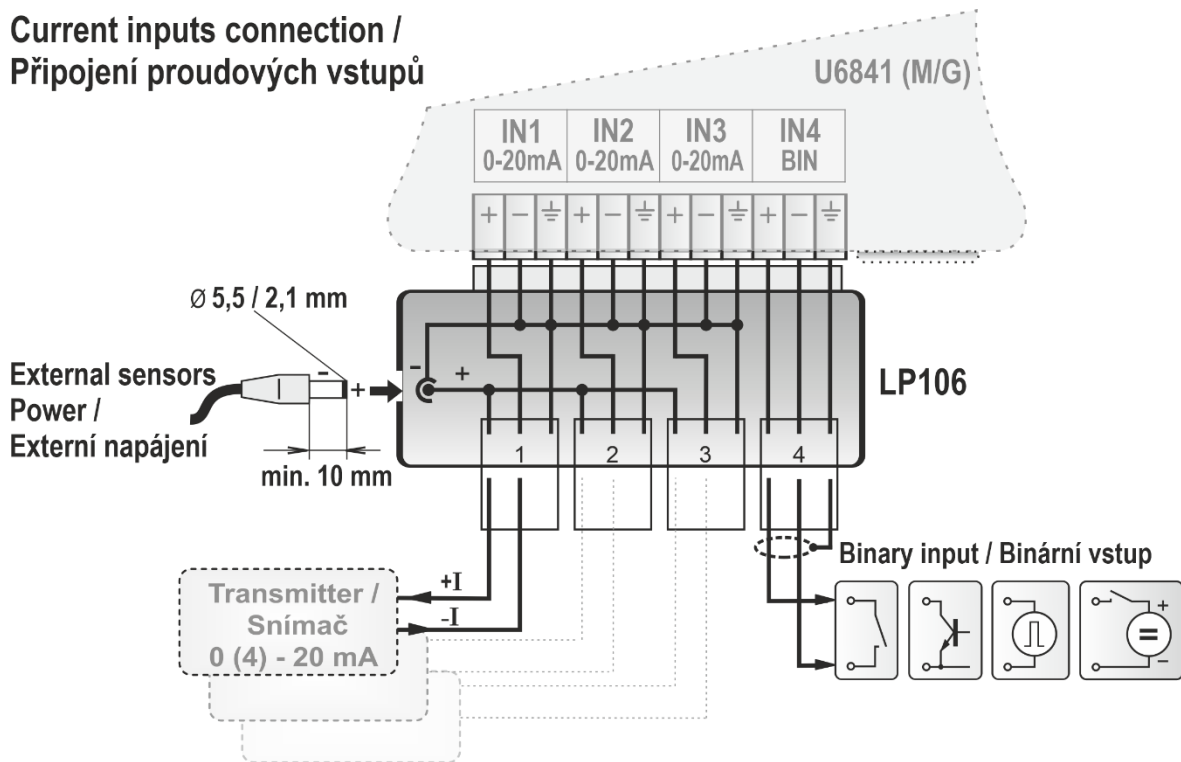 Current inputs connection /
Připojení proudových vstupů
U6841 (M/G)
IN1 IN2 IN3 IN4
0-20mA 0-20mA 0-20mA BIN
+ − + − + − + −
Ø 5,5 / 2,1 mm
External sensors
Power /
Externí napájení
- +
- +
LP106
min. 10 mm
1 2 3 4
Binary input / Binární vstup
+I
-I
Transmitter /
Snímač
0 (4) - 20 mA
+
=
−